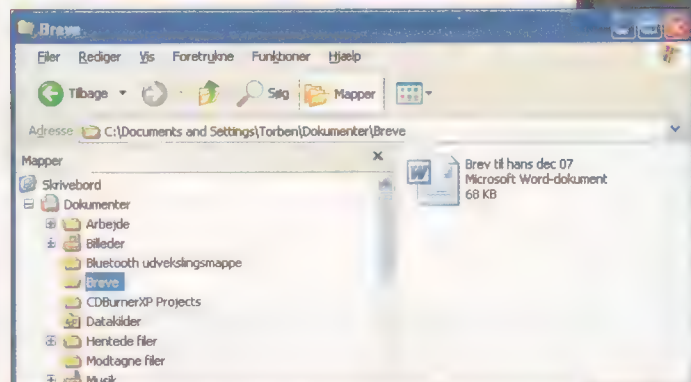 Breve
Filer Rediger Vis Foretrukne Funktioner Hjælp
Tilbage Søg Mapper
Adresse C:\Documents and Settings\Torben\Dokumenter\Breve
Mapper x
Skrivebord
Dokumenter
Arbejde
Billeder
Bluetooth udvekslingsmappe
Breve
CDBurnerXP Projects
Datakilder
Hentede filer
Modtagne filer
Musik
Brev til hans dec 07
Microsoft Word-dokument
68 KB